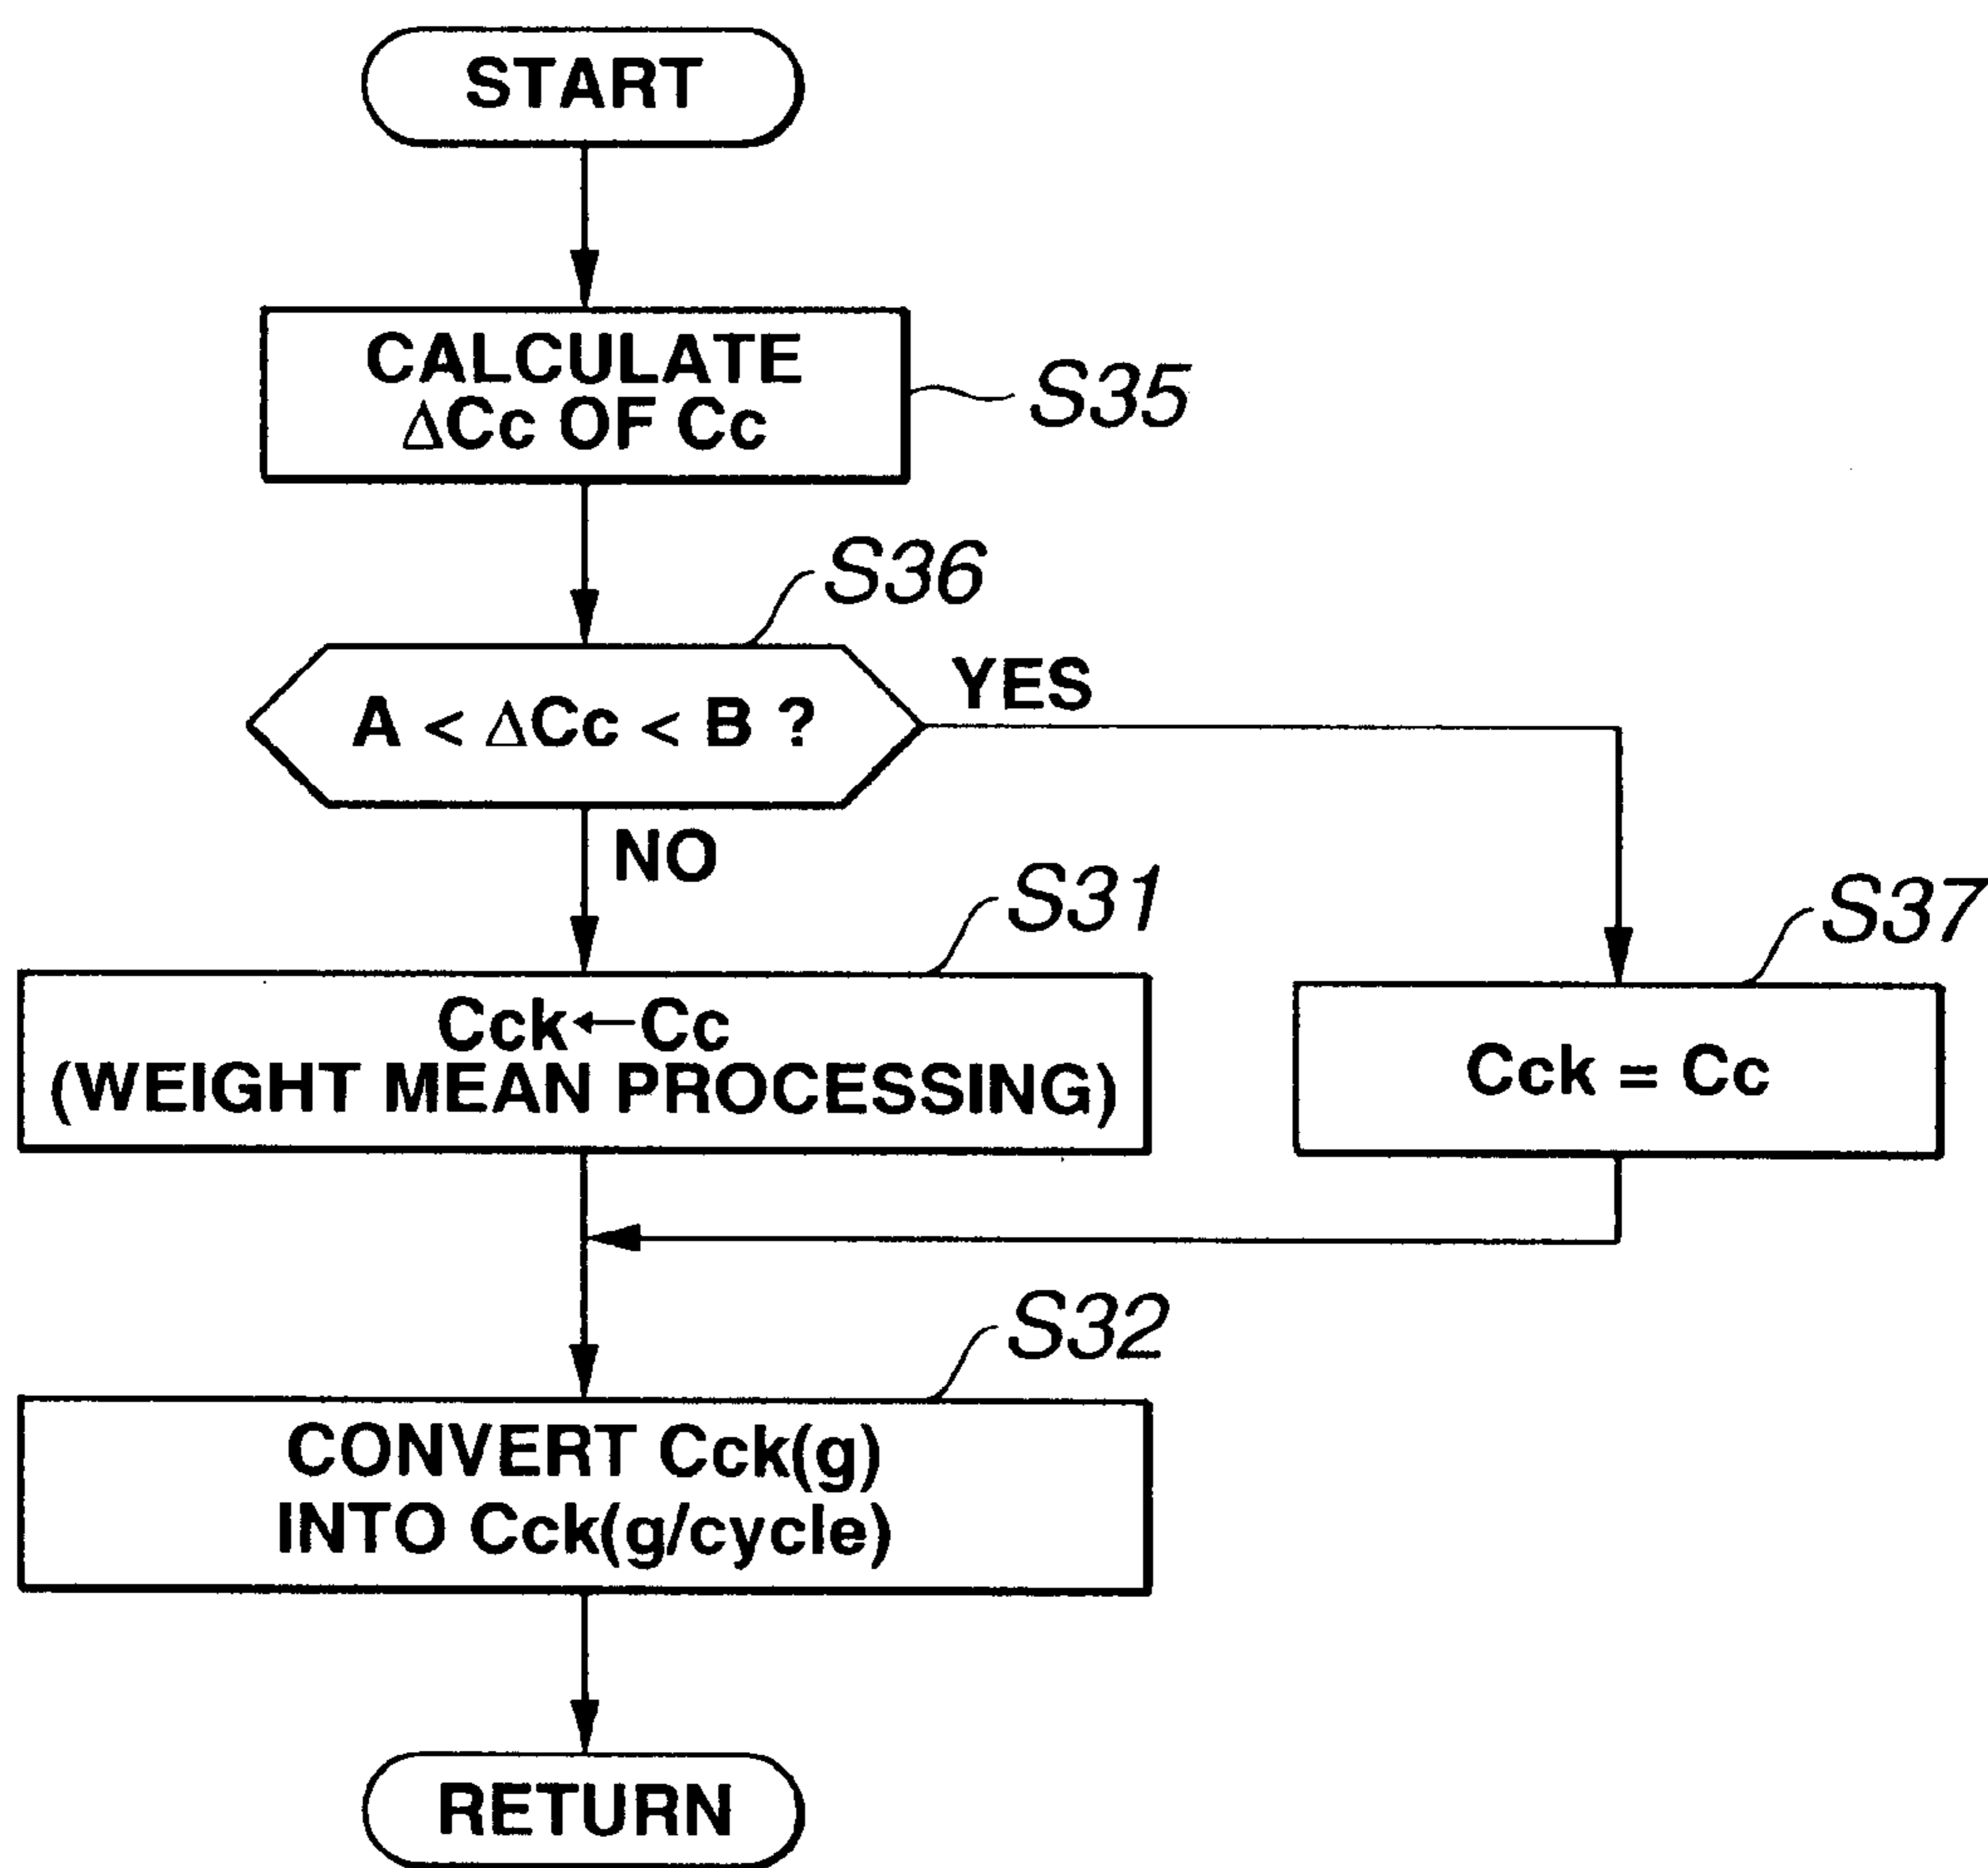 START
CALCULATE
ΔCc OF Cc
S35
S36
A < ΔCc < B ?
YES
NO
S31
S37
Cck←Cc
(WEIGHT MEAN PROCESSING)
Cck = Cc
S32
CONVERT Cck(g)
INTO Cck(g/cycle)
RETURN